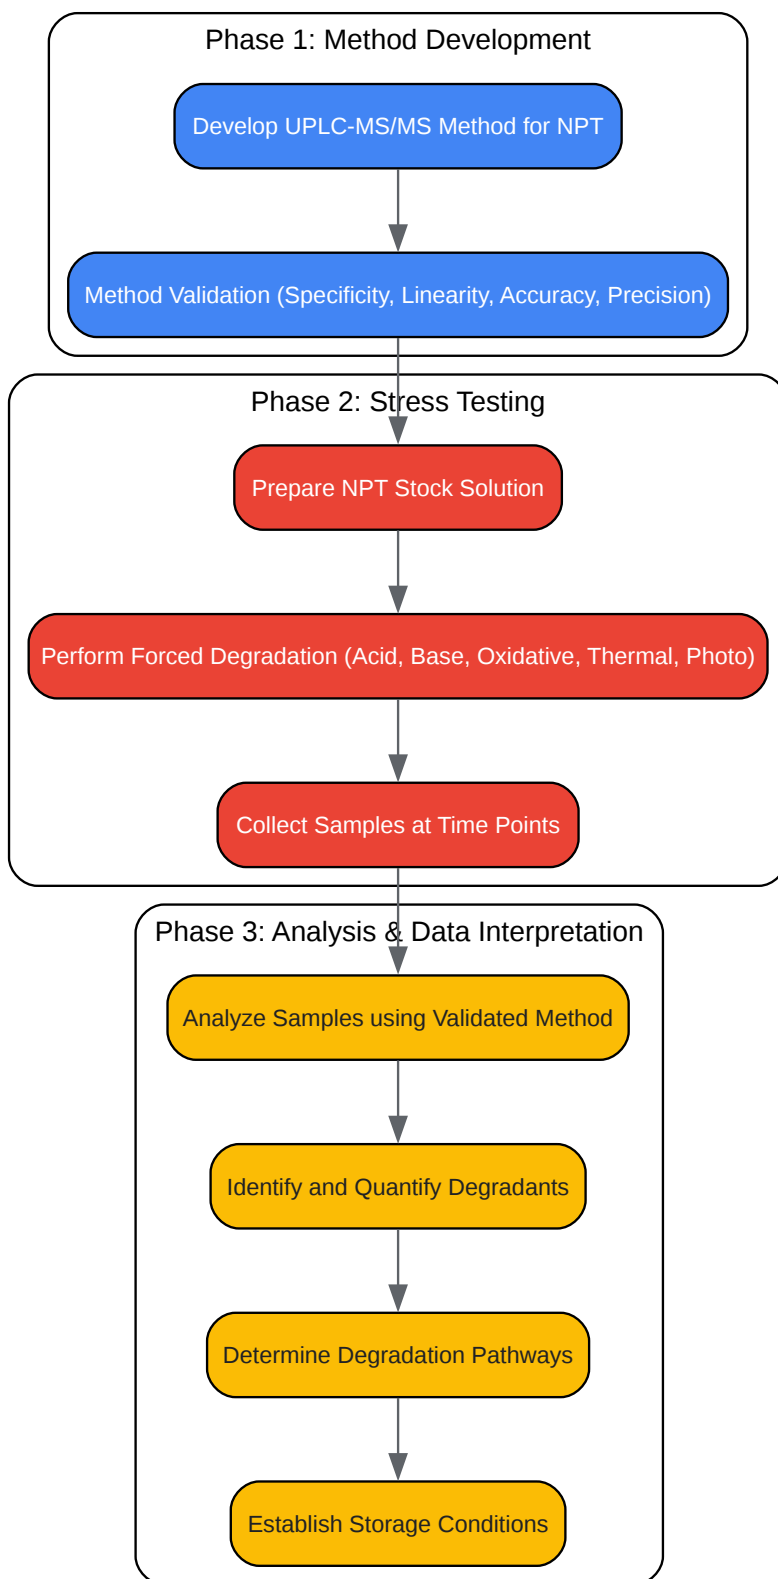 Phase 1: Method Development
Develop UPLC-MS/MS Method for NPT
Method Validation (Specificity, Linearity, Accuracy, Precision)
Phase 2: Stress Testing
Prepare NPT Stock Solution
Perform Forced Degradation (Acid, Base, Oxidative, Thermal, Photo)
Collect Samples at Time Points
Phase 3: Analysis & Data Interpretation
Analyze Samples using Validated Method
Identify and Quantify Degradants
Determine Degradation Pathways
Establish Storage Conditions